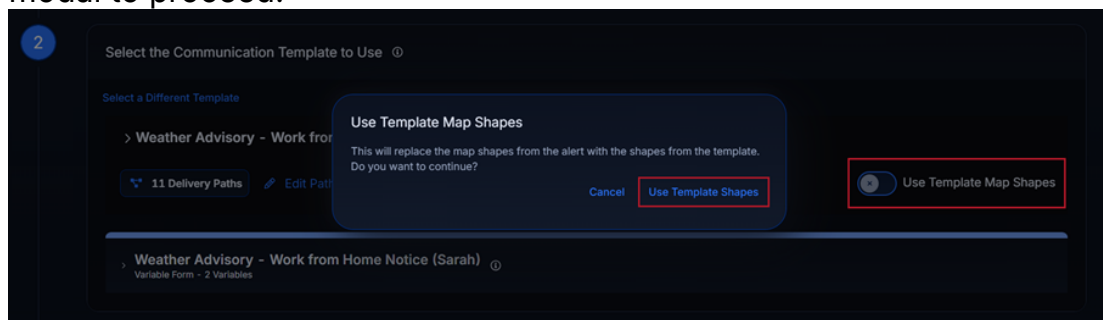 modal to proceed.
2
Select the Communication Template to Use
Select a Different Template
Weather Advisory - Work from
Use Template Map Shapes
This will replace the map shapes from the alert with the shapes from the template.
Do you want to continue?
Cancel Use Template Shapes
11 Delivery Paths Edit Path
Use Template Map Shapes
Weather Advisory - Work from Home Notice (Sarah)
Variable Form - 2 Variables